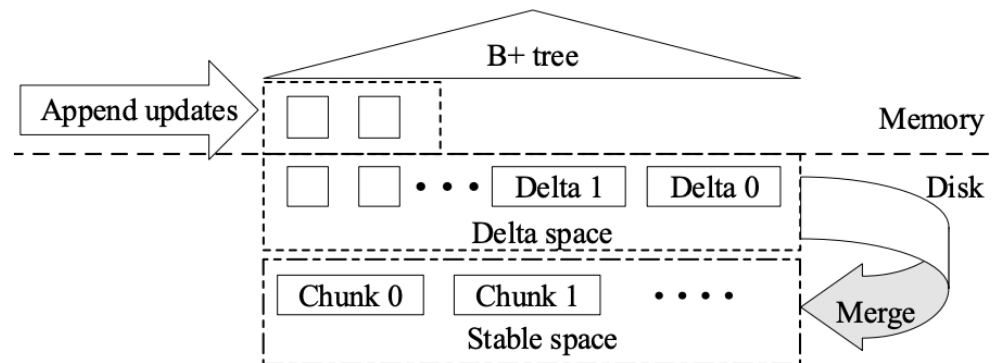 B+ tree
Append updates
Memory
Delta 1
Delta 0
Disk
Delta space
Chunk 0
Chunk 1
Merge
Stable space